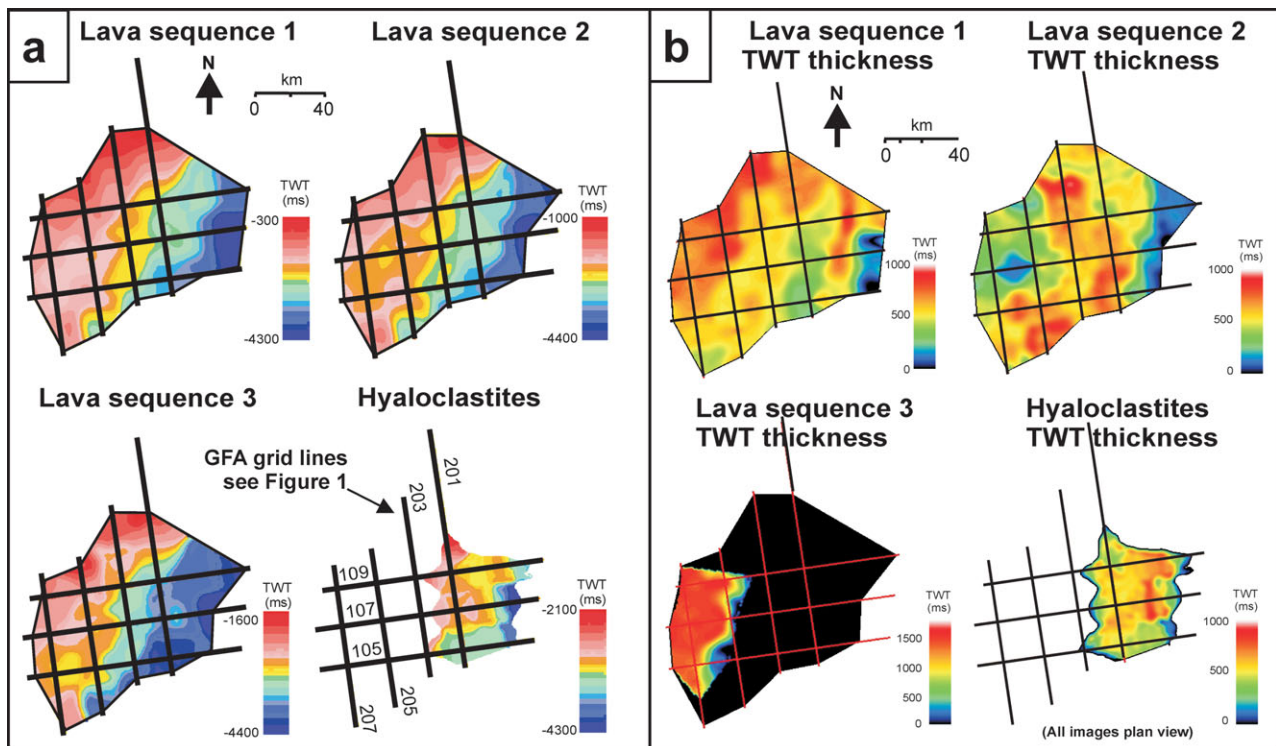 a
Lava sequence 1
Lava sequence 2
N
km
0 40
TWT
(ms)
-300
-4300
TWT
(ms)
-1000
-4400
Lava sequence 3
Hyaloclastites
GFA grid lines
see Figure 1
201
203
109
107
105
205
207
TWT
(ms)
-1600
-4400
TWT
(ms)
-2100
-4300
b
Lava sequence 1
TWT thickness
Lava sequence 2
TWT thickness
N
km
0 40
TWT
(ms)
1000
500
0
TWT
(ms)
1000
500
0
Lava sequence 3
TWT thickness
Hyaloclastites
TWT thickness
TWT
(ms)
1500
1000
500
0
TWT
(ms)
1000
500
0
(All images plan view)